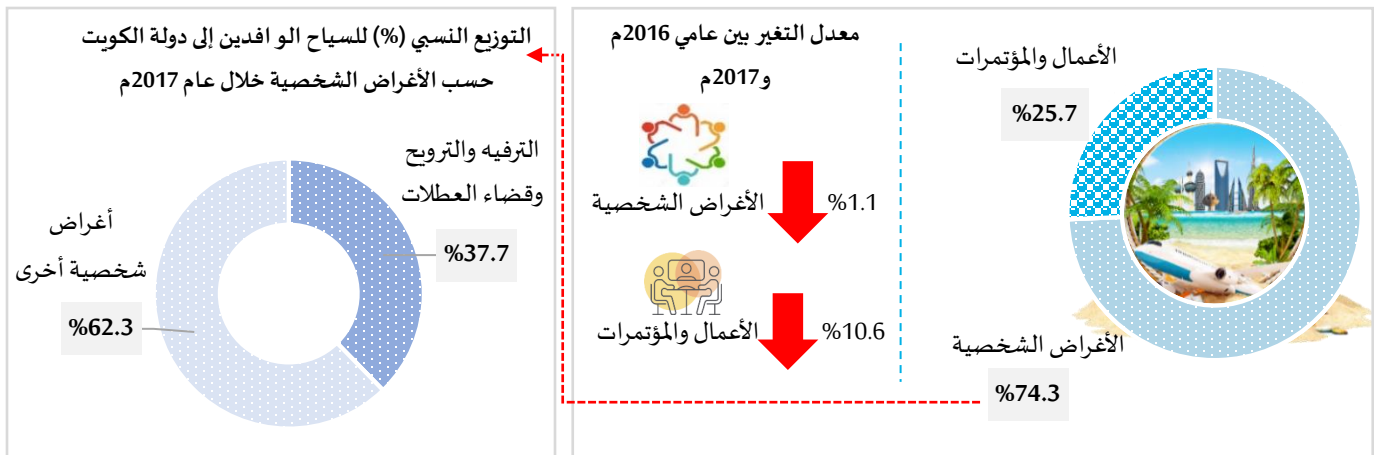 الأعمال والمؤتمرات
%25.7
الأغراض الشخصية
%74.3
معدل التغير بين عامي 2016م
و2017م
%1.1
الأغراض الشخصية
%10.6
الأعمال والمؤتمرات
التوزيع النسبي (%) للسياح الو افدين إلى دولة الكويت
حسب الأغراض الشخصية خلال عام 2017م
الترفيه والترويح
وقضاء العطلات
%37.7
أغراض
شخصية أخرى
%62.3